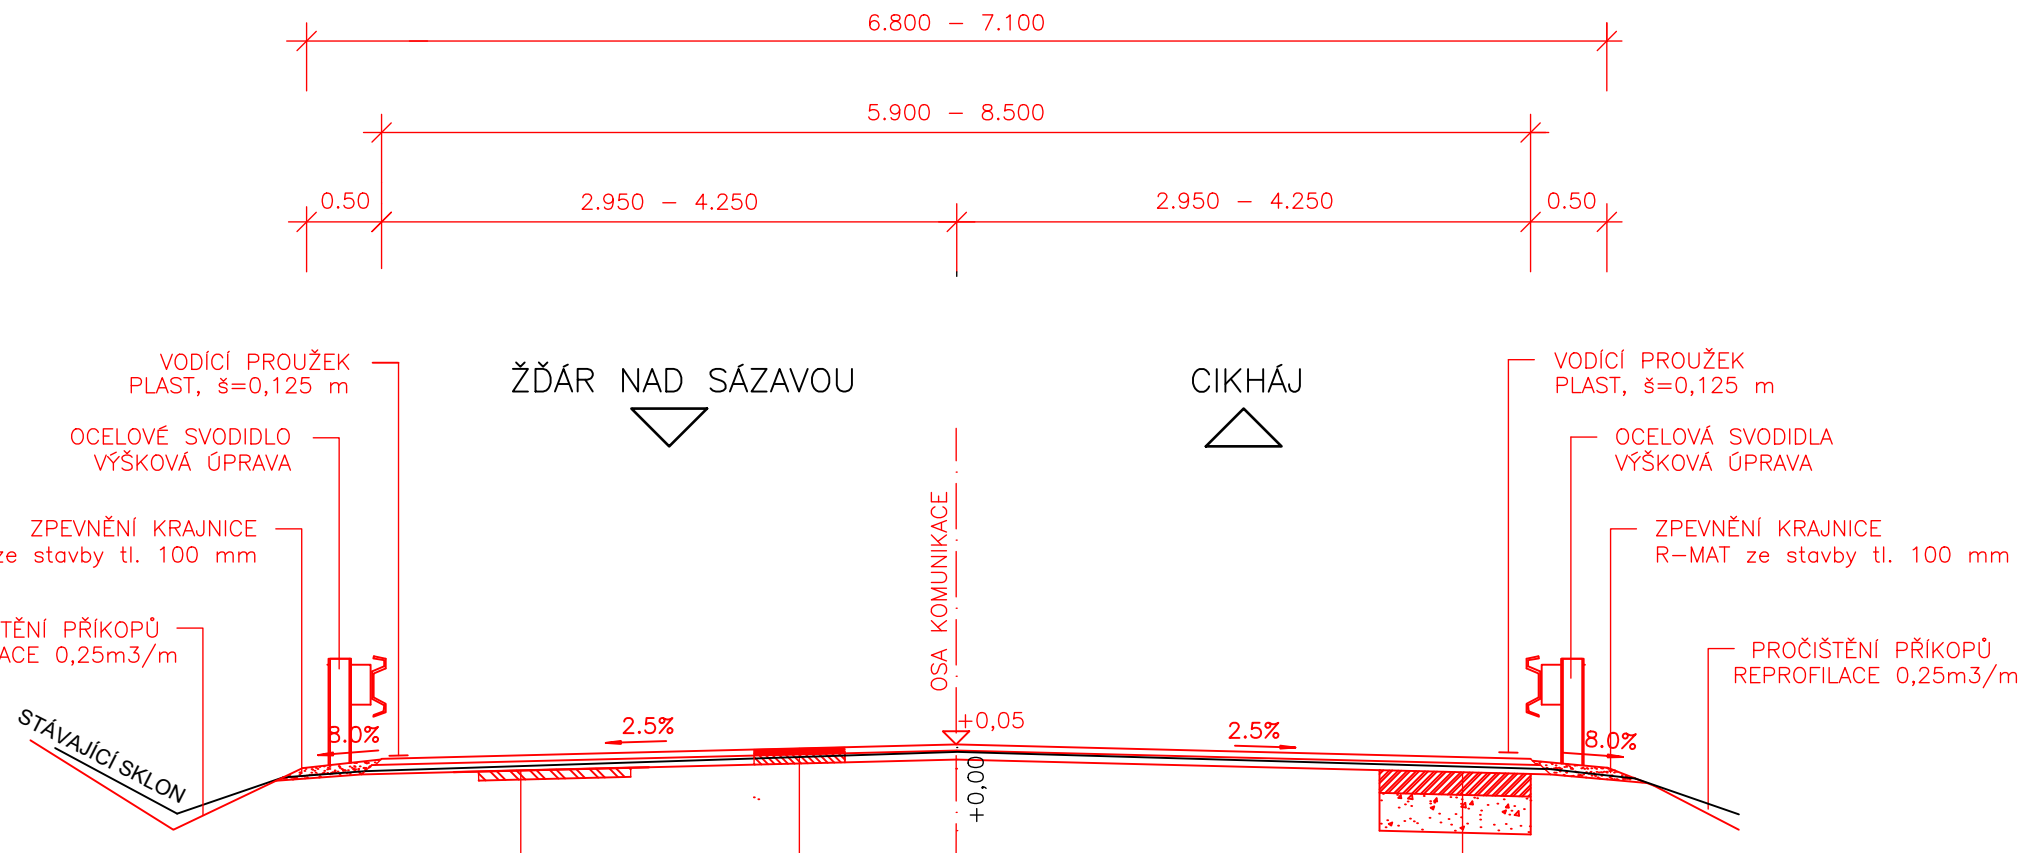 6.800 – 7.100
5.900 – 8.500
0.50
2.950 – 4.250
2.950 – 4.250
0.50
VODÍCÍ PROUŽEK
PLAST, š=0,125 m
ŽĎÁR NAD SÁZAVOU
CIKHÁJ
VODÍCÍ PROUŽEK
PLAST, š=0,125 m
OCELOVÉ SVODIDLO
VÝŠKOVÁ ÚPRAVA
OCELOVÁ SVODIDLA
VÝŠKOVÁ ÚPRAVA
ZPEVNĚNÍ KRAJNICE
ze stavby tl. 100 mm
OSA KOMUNIKACE
ZPEVNĚNÍ KRAJNICE
R–MAT ze stavby tl. 100 mm
TĚNÍ PŘÍKOPŮ
ACE 0,25m3/m
PROČIŠTĚNÍ PŘÍKOPŮ
REPROFILACE 0,25m3/m
STÁVAJÍCÍ SKLON
8.0%
2.5%
+0,05
2.5%
8.0%
+0,00